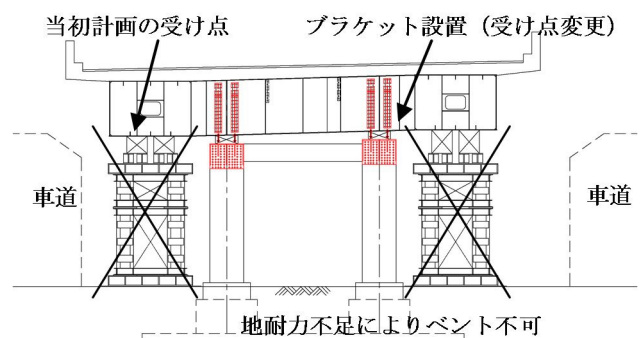 当初計画の受け点
ブラケット設置（受け点変更）
車道
車道
地耐力不足によりベント不可